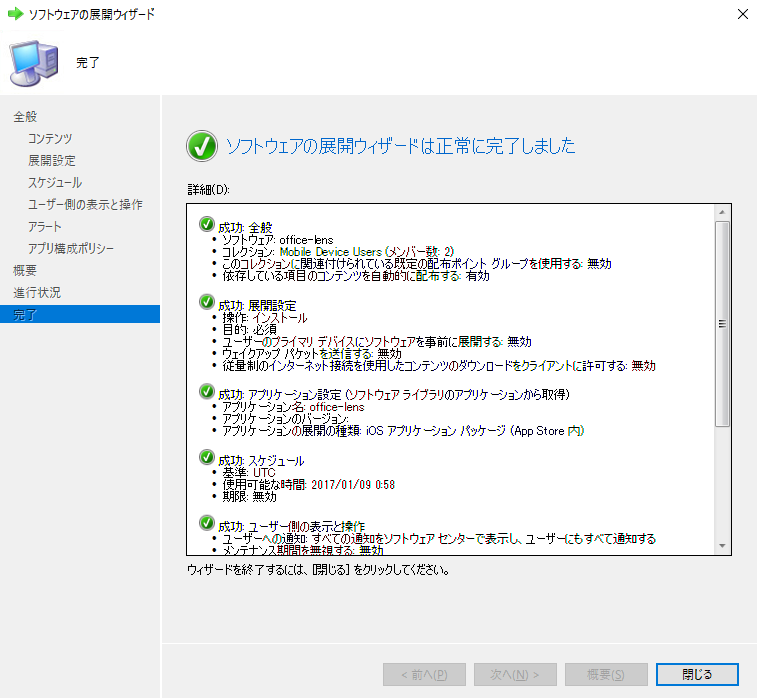 ソフトウェアの展開ウィザード
完了
全般
コンテンツ
展開設定
スケジュール
ユーザー側の表示と操作
アラート
アプリ構成ポリシー
概要
進行状況
完了
ソフトウェアの展開ウィザードは正常に完了しました
詳細(D):
成功: 全般
• ソフトウェア: office-lens
• コレクション: Mobile Device Users (メンバー数: 2)
• このコレクションに関連付けられている既定の配布ポイント グループを使用する: 無効
• 依存している項目のコンテンツを自動的に配布する: 有効
成功: 展開設定
• 操作: インストール
• 目的: 必須
• ユーザーのプライマリ デバイスにソフトウェアを事前に展開する: 無効
• ウェイクアップ パケットを送信する: 無効
• 従量制のインターネット接続を使用したコンテンツのダウンロードをクライアントに許可する: 無効
成功: アプリケーション設定 (ソフトウェア ライブラリのアプリケーションから取得)
• アプリケーション名: office-lens
• アプリケーションのバージョン:
• アプリケーションの展開の種類: iOS アプリケーション パッケージ (App Store 内)
成功: スケジュール
• 基準: UTC
• 使用可能な時間: 2017/01/09 0:58
• 期限: 無効
成功: ユーザー側の表示と操作
• ユーザーへの通知: すべての通知をソフトウェア センターで表示し、ユーザーにもすべて通知する
• メンテナンス期間を無視する: 無効
ウィザードを終了するには、[閉じる] をクリックしてください。
< 前へ(P)
次へ(N) >
概要(S)
閉じる